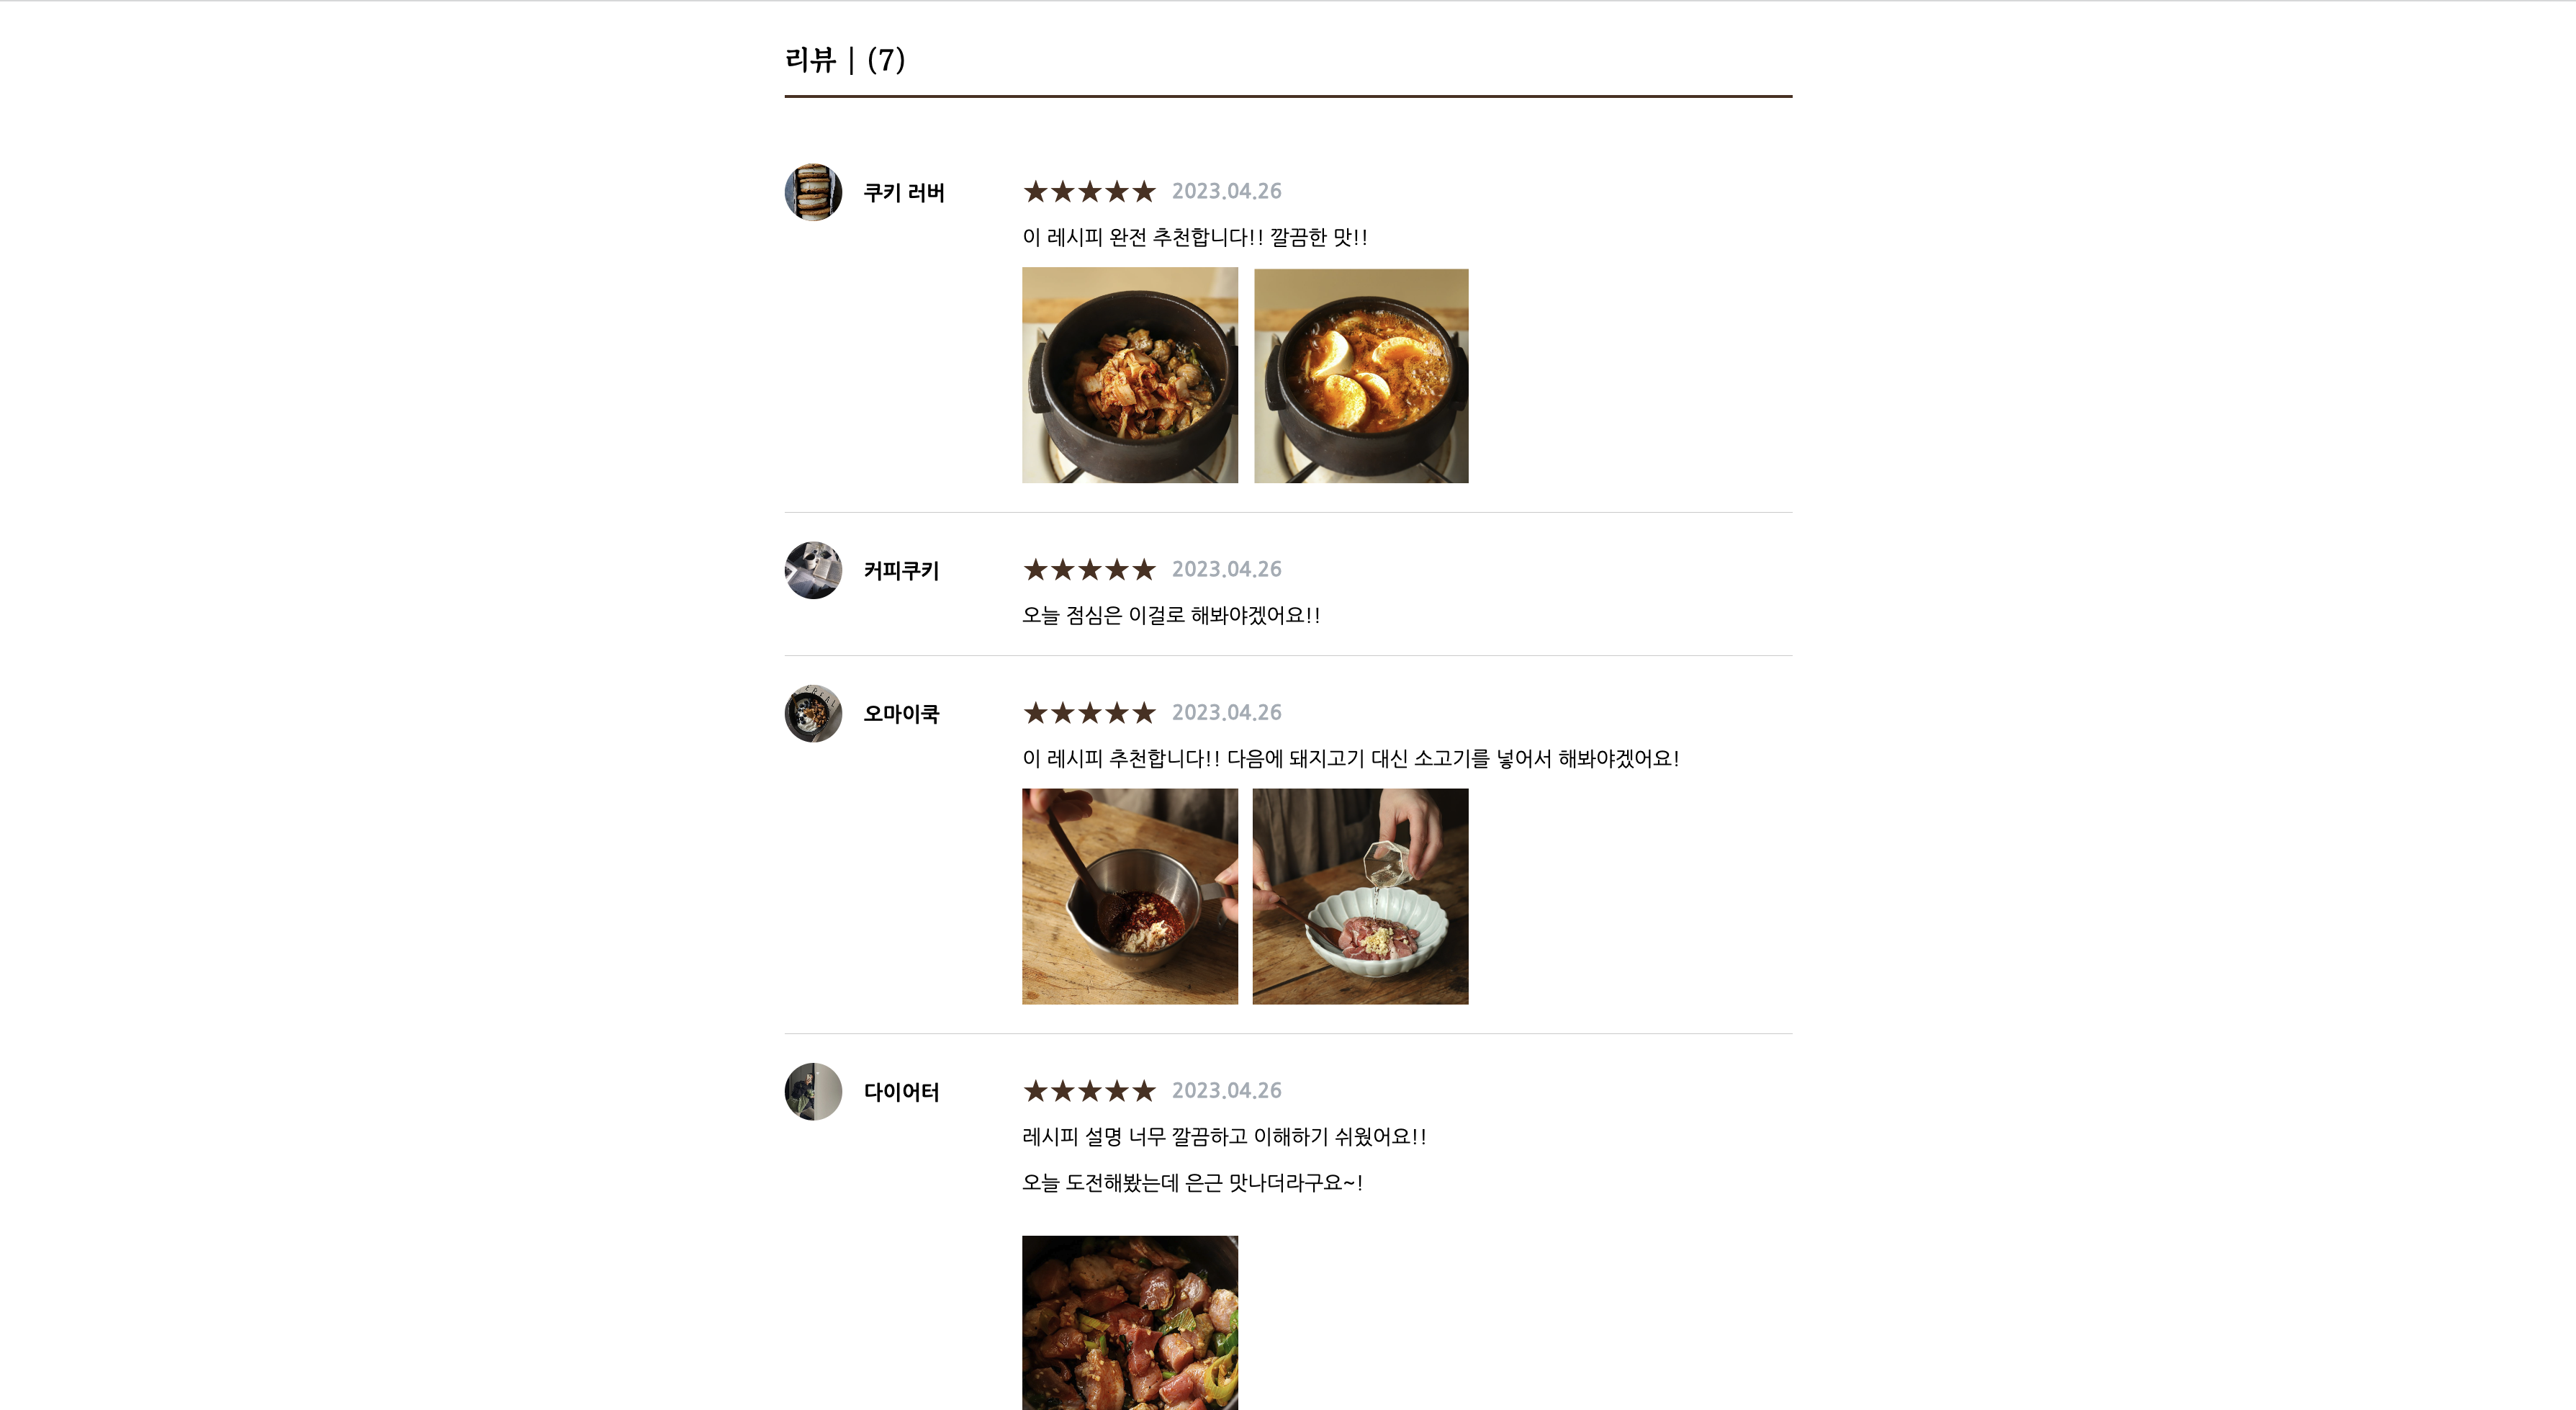 리뷰 | (7)
쿠키 러버
★★★★★ 2023.04.26
이 레시피 완전 추천합니다!! 깔끔한 맛!!
커피쿠키
★★★★★ 2023.04.26
오늘 점심은 이걸로 해봐야겠어요!!
오마이쿡
★★★★★ 2023.04.26
이 레시피 추천합니다!! 다음에 돼지고기 대신 소고기를 넣어서 해봐야겠어요!
다이어터
★★★★★ 2023.04.26
레시피 설명 너무 깔끔하고 이해하기 쉬웠어요!!
오늘 도전해봤는데 은근 맛나더라구요~!